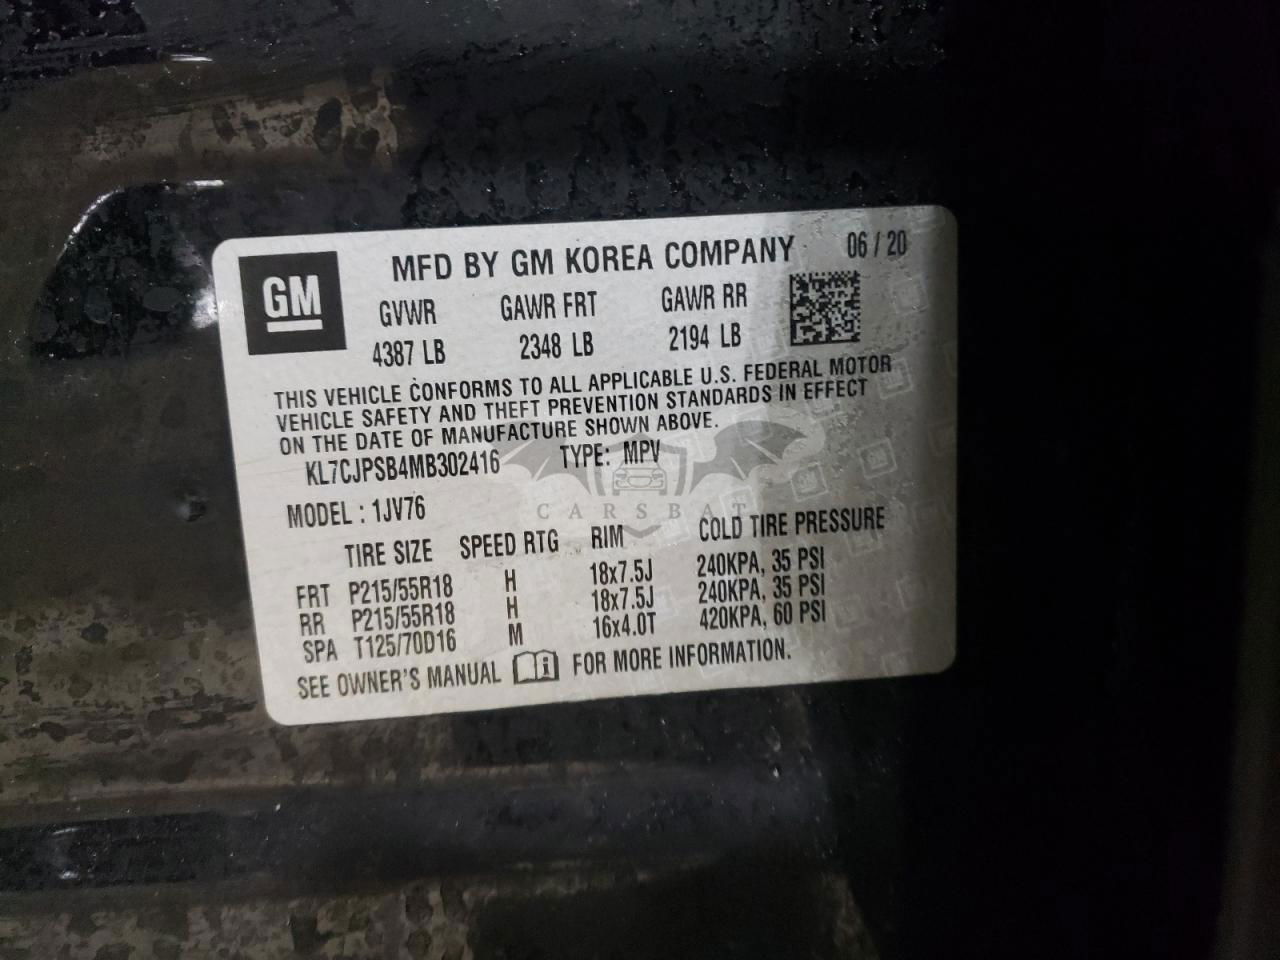 GM
MFD BY GM KOREA COMPANY 06 / 20
GVWR GAWR FRT GAWR RR
4387 LB 2348 LB 2194 LB
THIS VEHICLE CONFORMS TO ALL APPLICABLE U.S. FEDERAL MOTOR
VEHICLE SAFETY AND THEFT PREVENTION STANDARDS IN EFFECT
ON THE DATE OF MANUFACTURE SHOWN ABOVE.
KL7CJPSB4MB302416 TYPE: MPV
CARSBAT
MODEL : 1JV76
TIRE SIZE SPEED RTG RIM COLD TIRE PRESSURE
FRT P215/55R18 H 18x7.5J 240KPA, 35 PSI
RR P215/55R18 H 18x7.5J 240KPA, 35 PSI
SPA T125/70D16 M 16x4.0T 420KPA, 60 PSI
SEE OWNER'S MANUAL i FOR MORE INFORMATION.